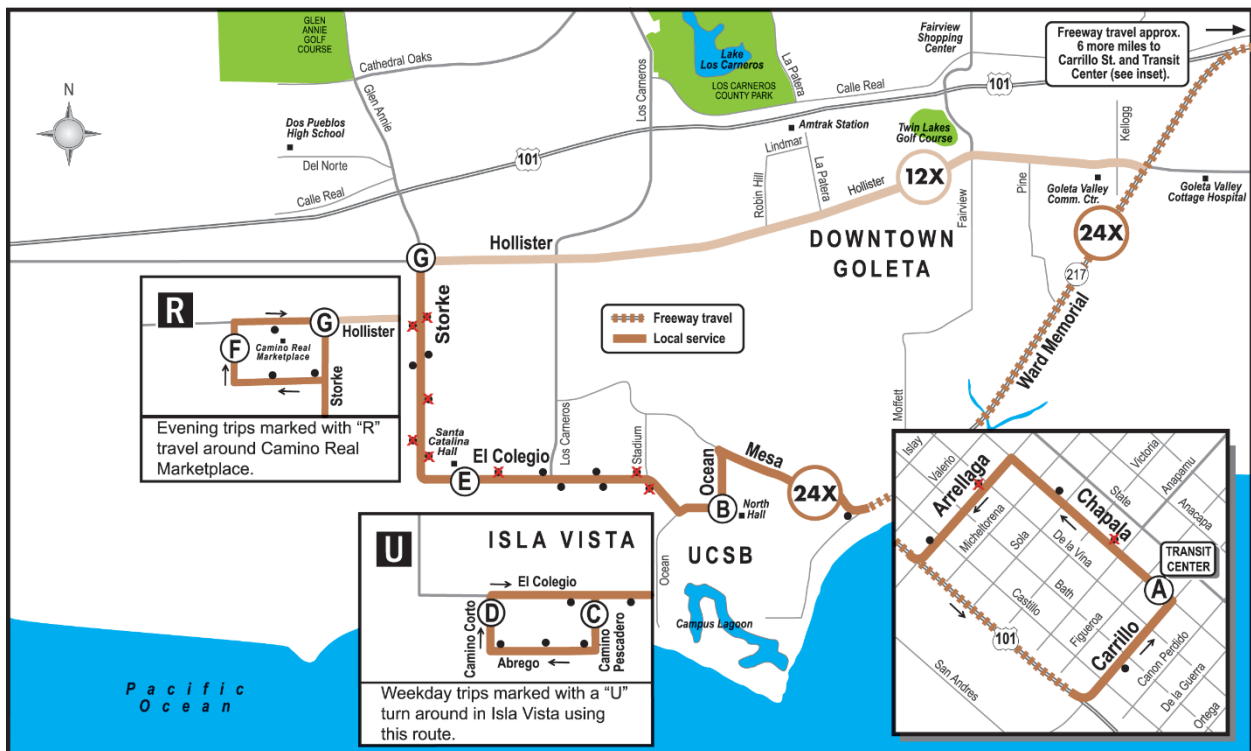 GLEN
ANNIE
GOLF
COURSE
Cathedral Oaks
Glen Annie
Los Carneros
Lake
Los Carneros
LOS CARNEROS
COUNTY PARK
La Patera
Calle Real
Fairview
Shopping
Center
101
Freeway travel approx.
6 more miles to
Carrillo St. and Transit
Center (see inset).
N
Dos Pueblos
High School
Del Norte
Calle Real
101
Amtrak Station
Lindmar
Robin Hill
La Patera
Hollister
Twin Lakes
Golf Course
12X
Fairview
Pine
Kellogg
Goleta Valley
Comm. Ctr.
Goleta Valley
Cottage Hospital
24X
217
Ward Memorial
G
Hollister
DOWNTOWN
GOLETA
Storke
Freeway travel
Local service
R
G
Hollister
F
Camino Real
Marketplace
Storke
Evening trips marked with “R”
travel around Camino Real
Marketplace.
Santa
Catalina
Hall
E
El Colegio
Los Carneros
Stadium
Ocean
Mesa
24X
B
North
Hall
Moffett
UCSB
Ocean
Campus Lagoon
ISLA VISTA
U
El Colegio
D
C
Camino Corto
Camino
Pescadero
Abrego
Weekday trips marked with a “U”
turn around in Isla Vista using
this route.
Pacific
Ocean
Islay
Valerio
Arrellaga
Micheltorena
Sola
Victoria
Anapamu
State
Anacapa
Chapala
De la Vina
Bath
Castillo
Figueroa
TRANSIT
CENTER
A
101
Carrillo
Canon Perdido
De la Guerra
Ortega
San Andres